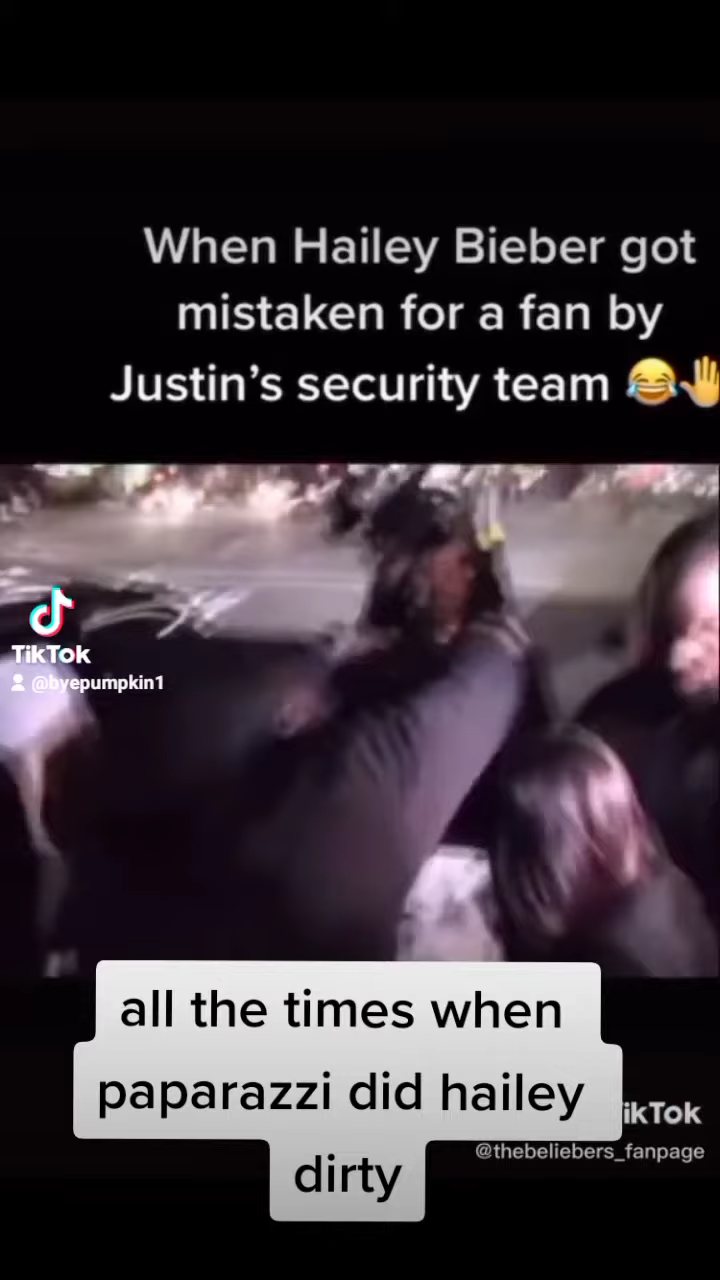 When Hailey Bieber got
mistaken for a fan by
Justin’s security team 😂🤚
TikTok
@byepumpkin1
all the times when
paparazzi did hailey
dirty
ikTok
@thebeliebers_fanpage